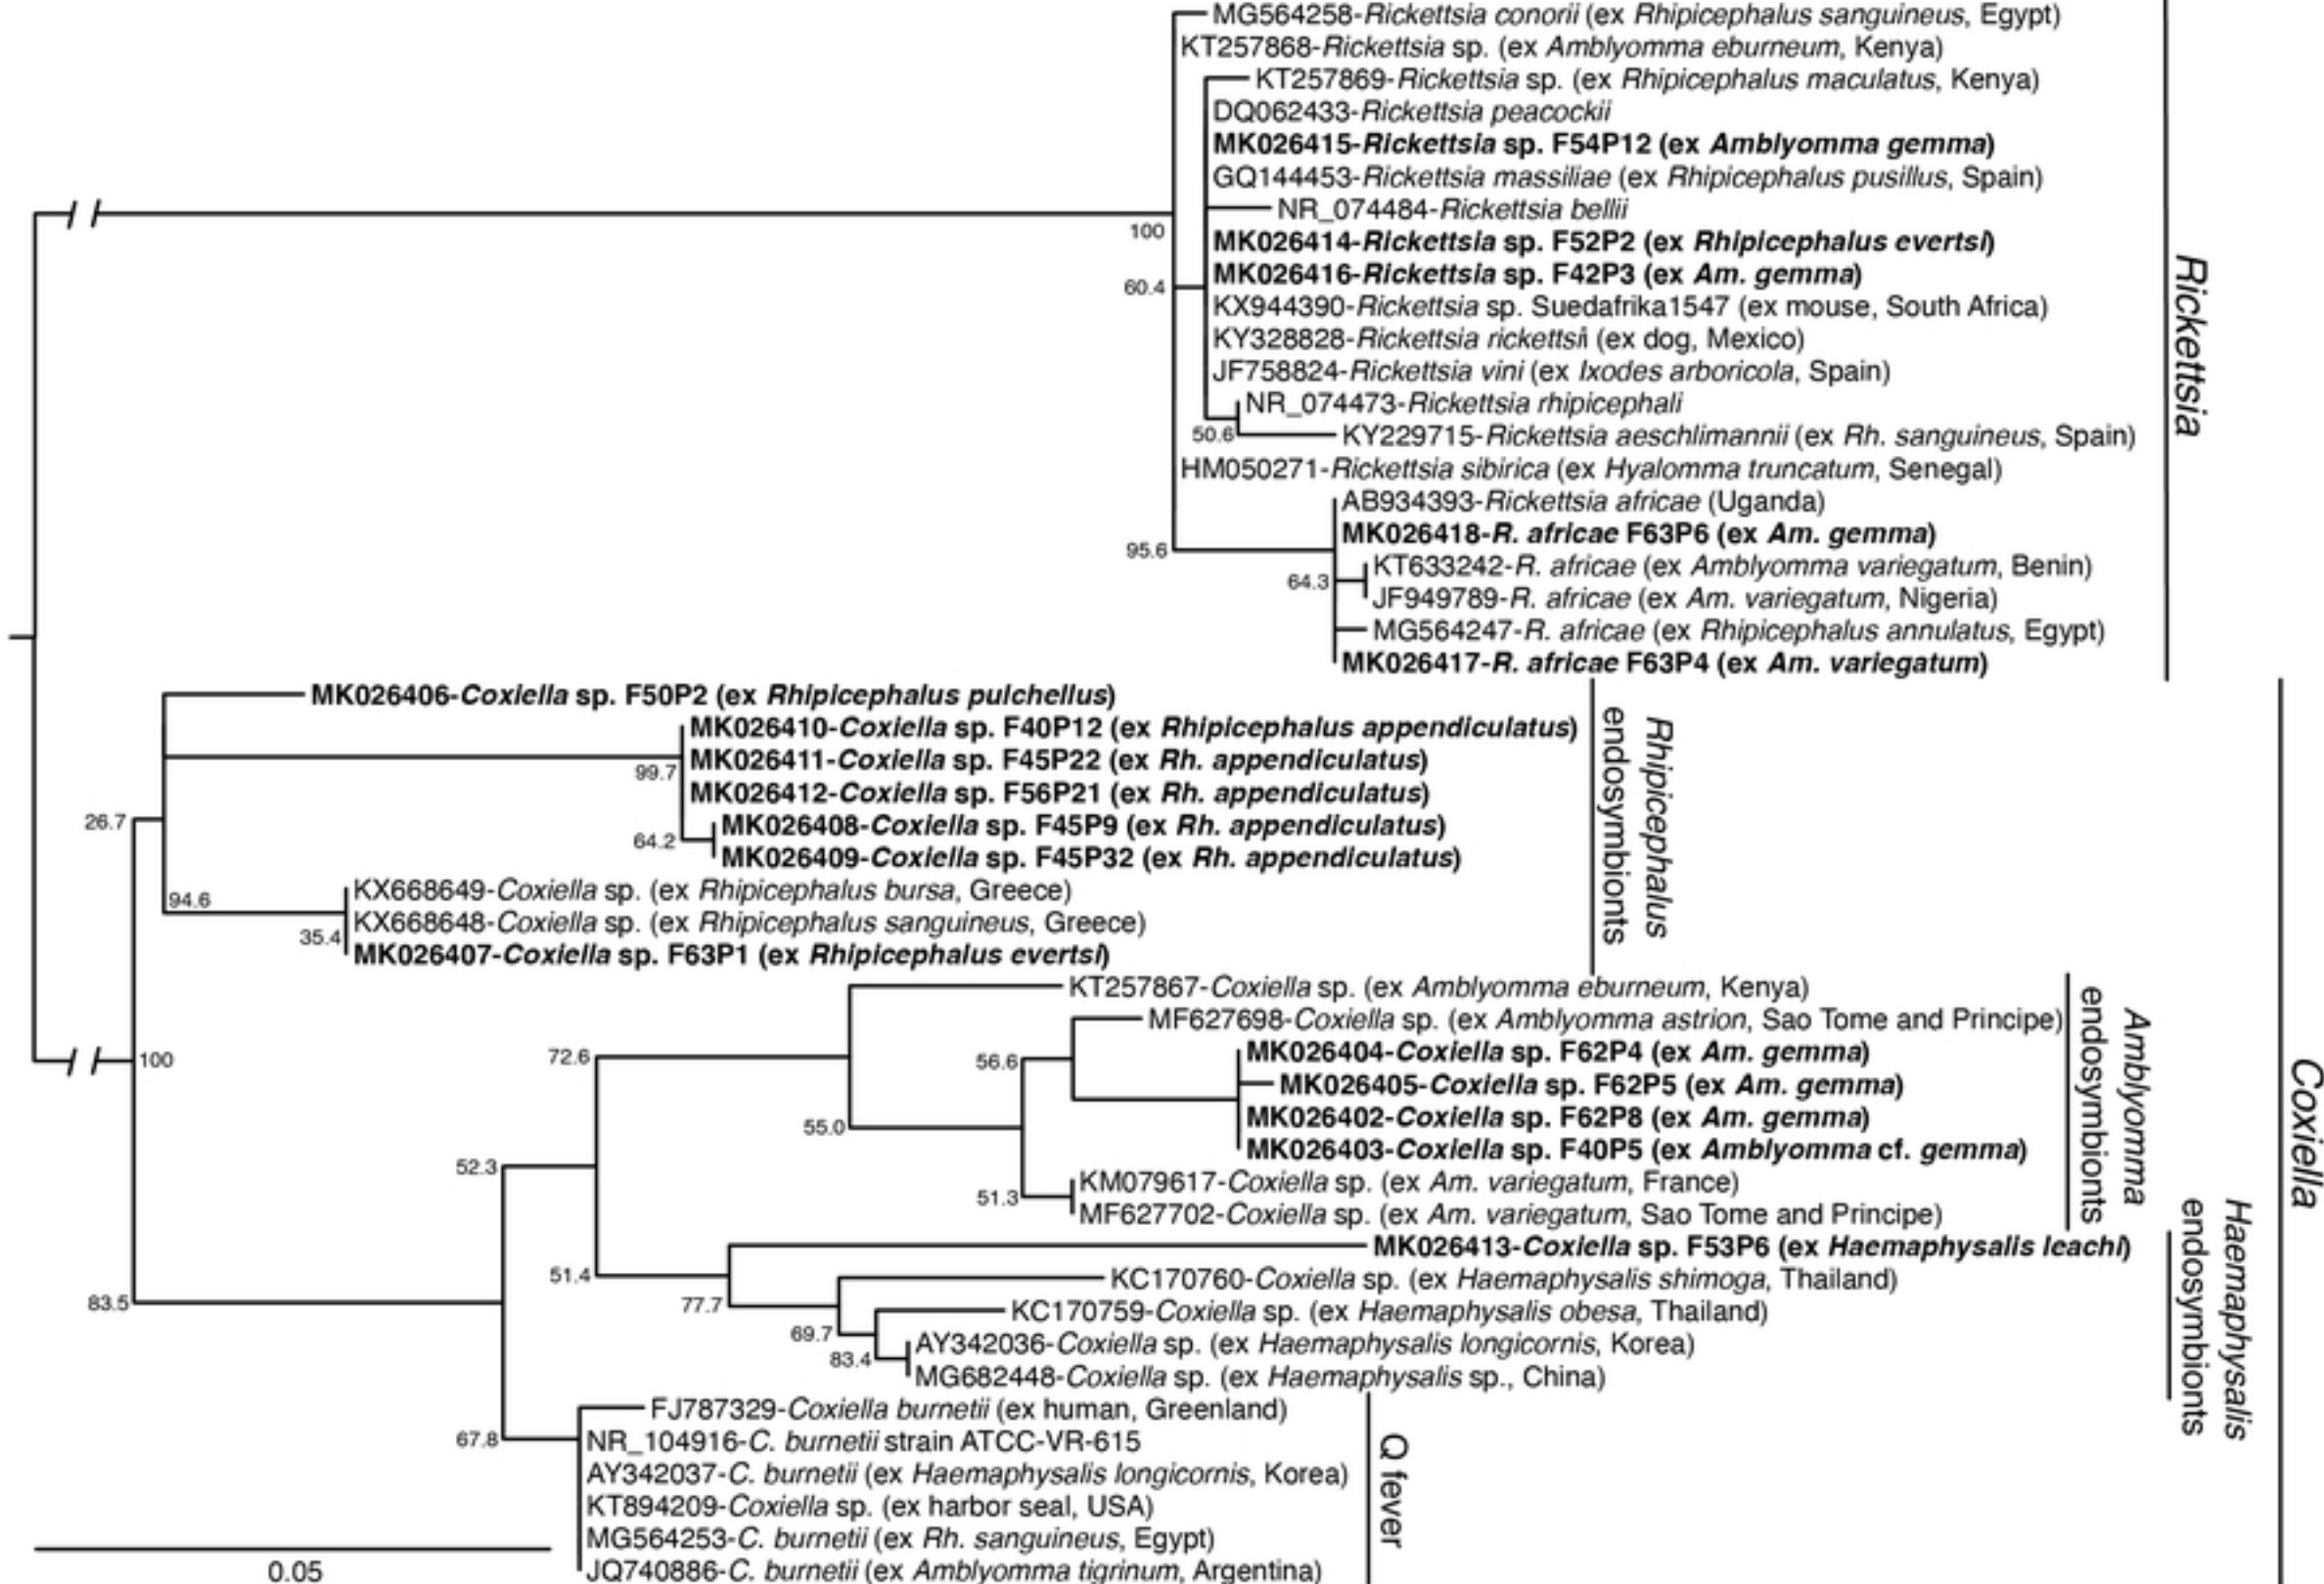 MG564258-Rickettsia conorii (ex Rhipicephalus sanguineus, Egypt)
KT257868-Rickettsia sp. (ex Amblyomma eburneum, Kenya)
KT257869-Rickettsia sp. (ex Rhipicephalus maculatus, Kenya)
DQ062433-Rickettsia peacockii
MK026415-Rickettsia sp. F54P12 (ex Amblyomma gemma)
GQ144453-Rickettsia massiliae (ex Rhipicephalus pusillus, Spain)
NR_074484-Rickettsia bellii
100
MK026414-Rickettsia sp. F52P2 (ex Rhipicephalus evertsi)
MK026416-Rickettsia sp. F42P3 (ex Am. gemma)
60.4
KX944390-Rickettsia sp. Suedafrika1547 (ex mouse, South Africa)
KY328828-Rickettsia rickettsii (ex dog, Mexico)
JF758824-Rickettsia vini (ex Ixodes arboricola, Spain)
NR_074473-Rickettsia rhipicephali
50.6
KY229715-Rickettsia aeschlimannii (ex Rh. sanguineus, Spain)
HM050271-Rickettsia sibirica (ex Hyalomma truncatum, Senegal)
AB934393-Rickettsia africae (Uganda)
MK026418-R. africae F63P6 (ex Am. gemma)
95.6
KT633242-R. africae (ex Amblyomma variegatum, Benin)
64.3
JF949789-R. africae (ex Am. variegatum, Nigeria)
MG564247-R. africae (ex Rhipicephalus annulatus, Egypt)
MK026417-R. africae F63P4 (ex Am. variegatum)
Rickettsia
MK026406-Coxiella sp. F50P2 (ex Rhipicephalus pulchellus)
MK026410-Coxiella sp. F40P12 (ex Rhipicephalus appendiculatus)
MK026411-Coxiella sp. F45P22 (ex Rh. appendiculatus)
99.7
MK026412-Coxiella sp. F56P21 (ex Rh. appendiculatus)
26.7
MK026408-Coxiella sp. F45P9 (ex Rh. appendiculatus)
64.2
MK026409-Coxiella sp. F45P32 (ex Rh. appendiculatus)
KX668649-Coxiella sp. (ex Rhipicephalus bursa, Greece)
94.6
KX668648-Coxiella sp. (ex Rhipicephalus sanguineus, Greece)
35.4
MK026407-Coxiella sp. F63P1 (ex Rhipicephalus evertsi)
Rhipicephalus
endosymbionts
KT257867-Coxiella sp. (ex Amblyomma eburneum, Kenya)
MF627698-Coxiella sp. (ex Amblyomma astrion, Sao Tome and Principe)
100
72.6
56.6
MK026404-Coxiella sp. F62P4 (ex Am. gemma)
MK026405-Coxiella sp. F62P5 (ex Am. gemma)
MK026402-Coxiella sp. F62P8 (ex Am. gemma)
55.0
MK026403-Coxiella sp. F40P5 (ex Amblyomma cf. gemma)
52.3
KM079617-Coxiella sp. (ex Am. variegatum, France)
51.3
MF627702-Coxiella sp. (ex Am. variegatum, Sao Tome and Principe)
Amblyomma
endosymbionts
MK026413-Coxiella sp. F53P6 (ex Haemaphysalis leachi)
51.4
KC170760-Coxiella sp. (ex Haemaphysalis shimoga, Thailand)
83.5
77.7
KC170759-Coxiella sp. (ex Haemaphysalis obesa, Thailand)
69.7
AY342036-Coxiella sp. (ex Haemaphysalis longicornis, Korea)
83.4
MG682448-Coxiella sp. (ex Haemaphysalis sp., China)
Haemaphysalis
endosymbionts
FJ787329-Coxiella burnetii (ex human, Greenland)
67.8
NR_104916-C. burnetii strain ATCC-VR-615
AY342037-C. burnetii (ex Haemaphysalis longicornis, Korea)
KT894209-Coxiella sp. (ex harbor seal, USA)
MG564253-C. burnetii (ex Rh. sanguineus, Egypt)
JQ740886-C. burnetii (ex Amblyomma tigrinum, Argentina)
Q fever
Coxiella
0.05